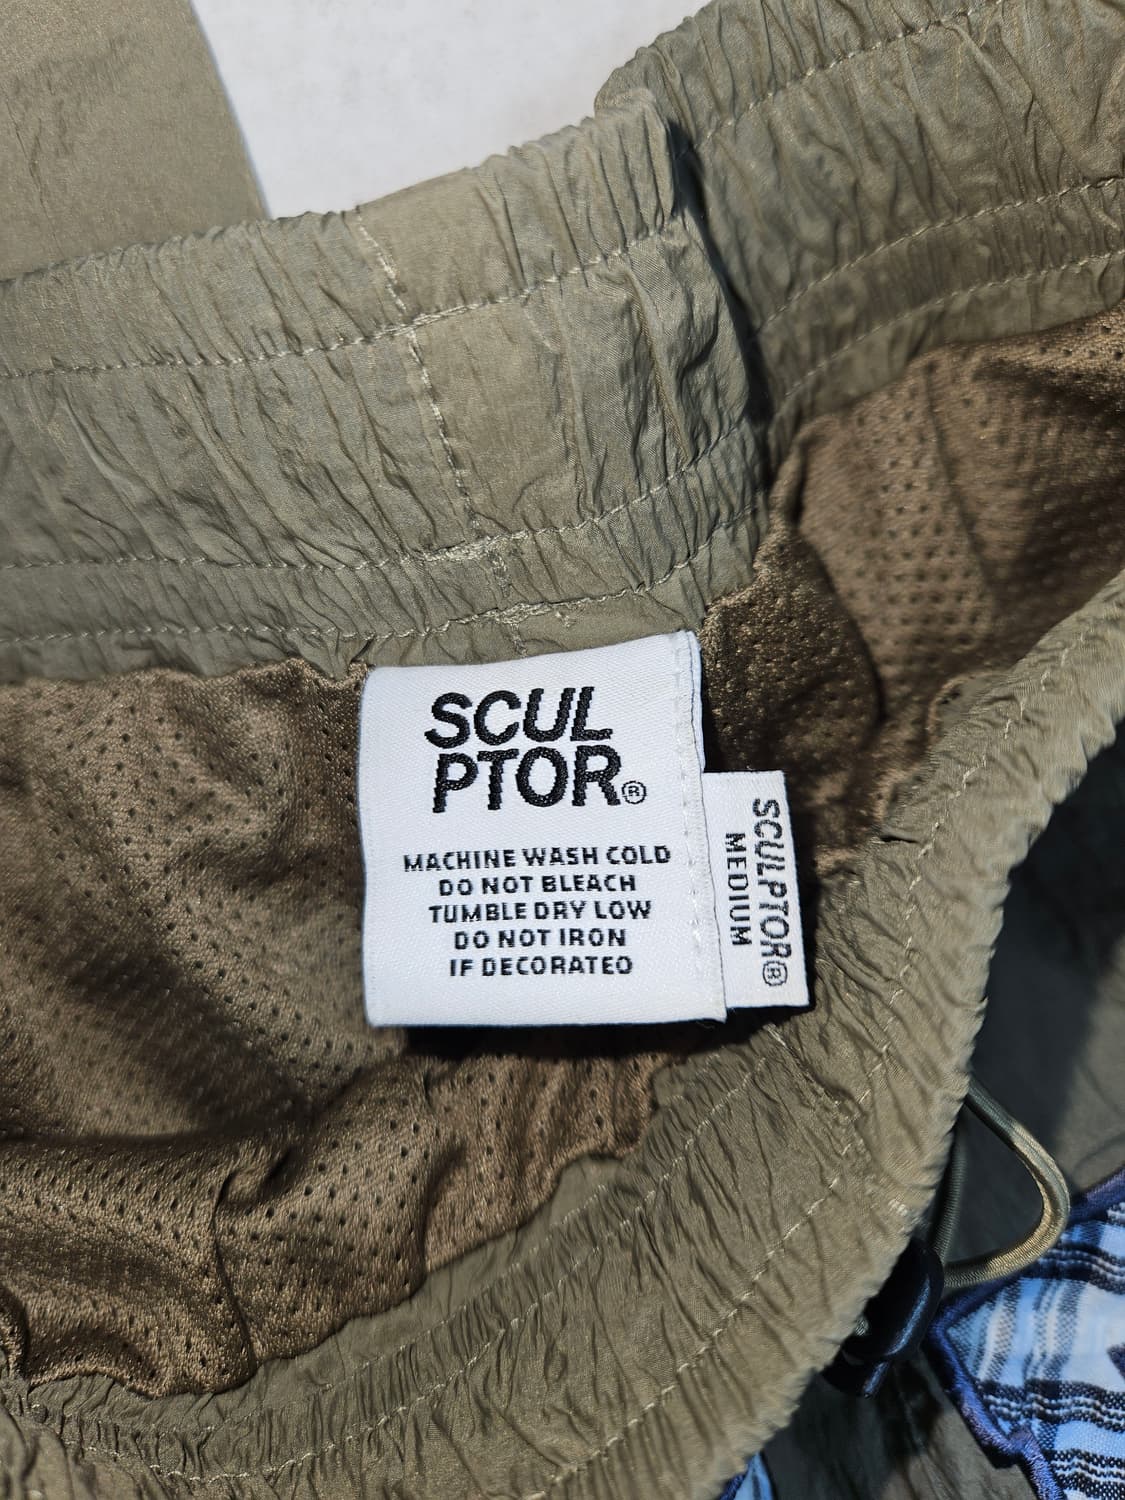 SCUL
PTOR®
MACHINE WASH COLD
DO NOT BLEACH
TUMBLE DRY LOW
DO NOT IRON
IF DECORATED
SCULPTOR®
MEDIUM